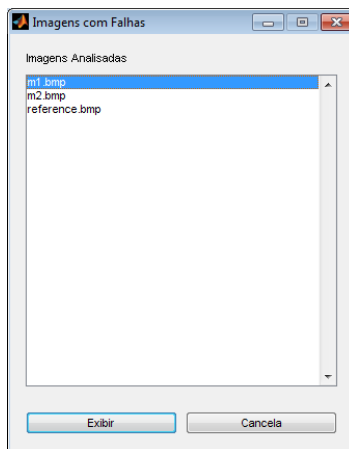 Imagens com Falhas
Imagens Analisadas
m1.bmp
m2.bmp
reference.bmp
Exibir
Cancela